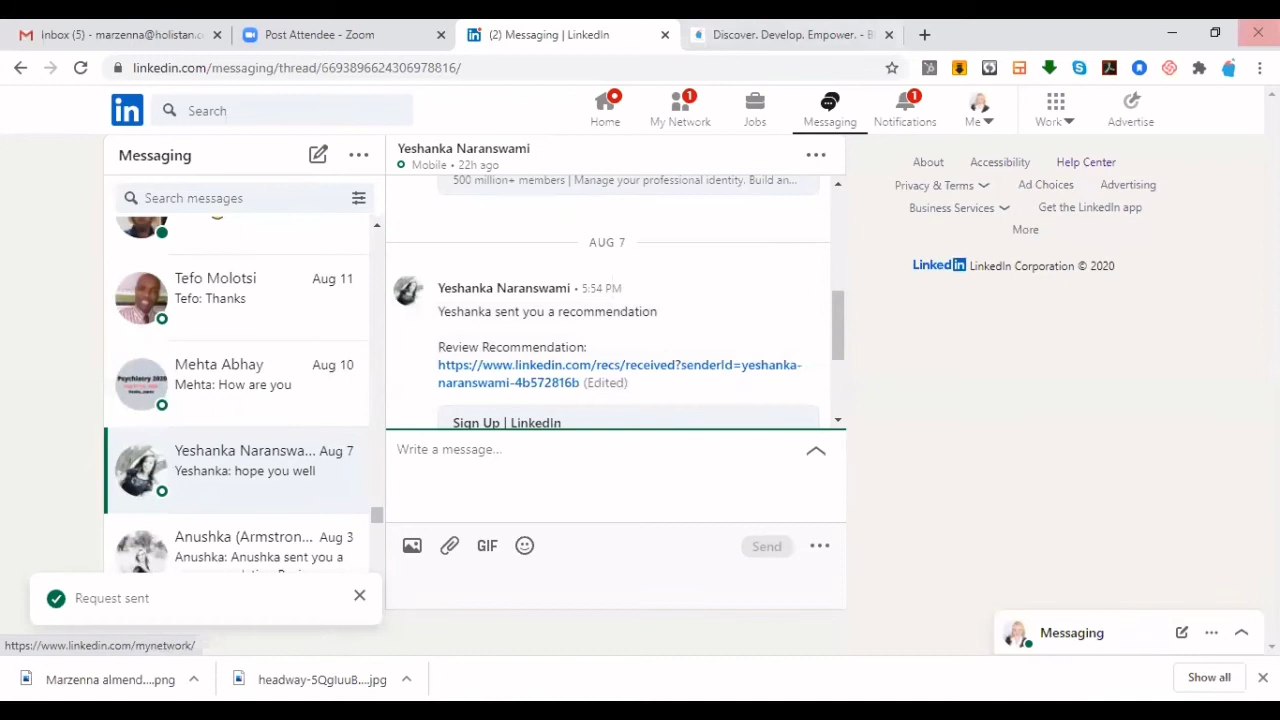 Inbox (5) - marzenna@holistan.c
Post Attendee - Zoom
(2) Messaging | LinkedIn
Discover. Develop. Empower. - B
linkedin.com/messaging/thread/6693896624306978816/
in
Search
Home
1
My Network
Jobs
Messaging
1
Notifications
Me
Work
Advertise
Messaging
Search messages
Tefo Molotsi
Aug 11
Tefo: Thanks
Psychiatry 2020
Mehta Abhay
Aug 10
Mehta: How are you
Yeshanka Naranswa...
Aug 7
Yeshanka: hope you well
Anushka (Armstron...
Aug 3
Anushka: Anushka sent you a
Request sent
https://www.linkedin.com/mynetwork/
Yeshanka Naranswami
Mobile • 22h ago
500 million+ members | Manage your professional identity. Build an...
AUG 7
Yeshanka Naranswami • 5:54 PM
Yeshanka sent you a recommendation
Review Recommendation:
https://www.linkedin.com/recs/received?senderId=yeshanka-
naranswami-4b572816b (Edited)
Sign Up | LinkedIn
Write a message...
GIF
Send
About
Accessibility
Help Center
Privacy & Terms
Ad Choices
Advertising
Business Services
Get the LinkedIn app
More
LinkedIn LinkedIn Corporation © 2020
Messaging
Marzenna almend....png
headway-5QgIuuB....jpg
Show all